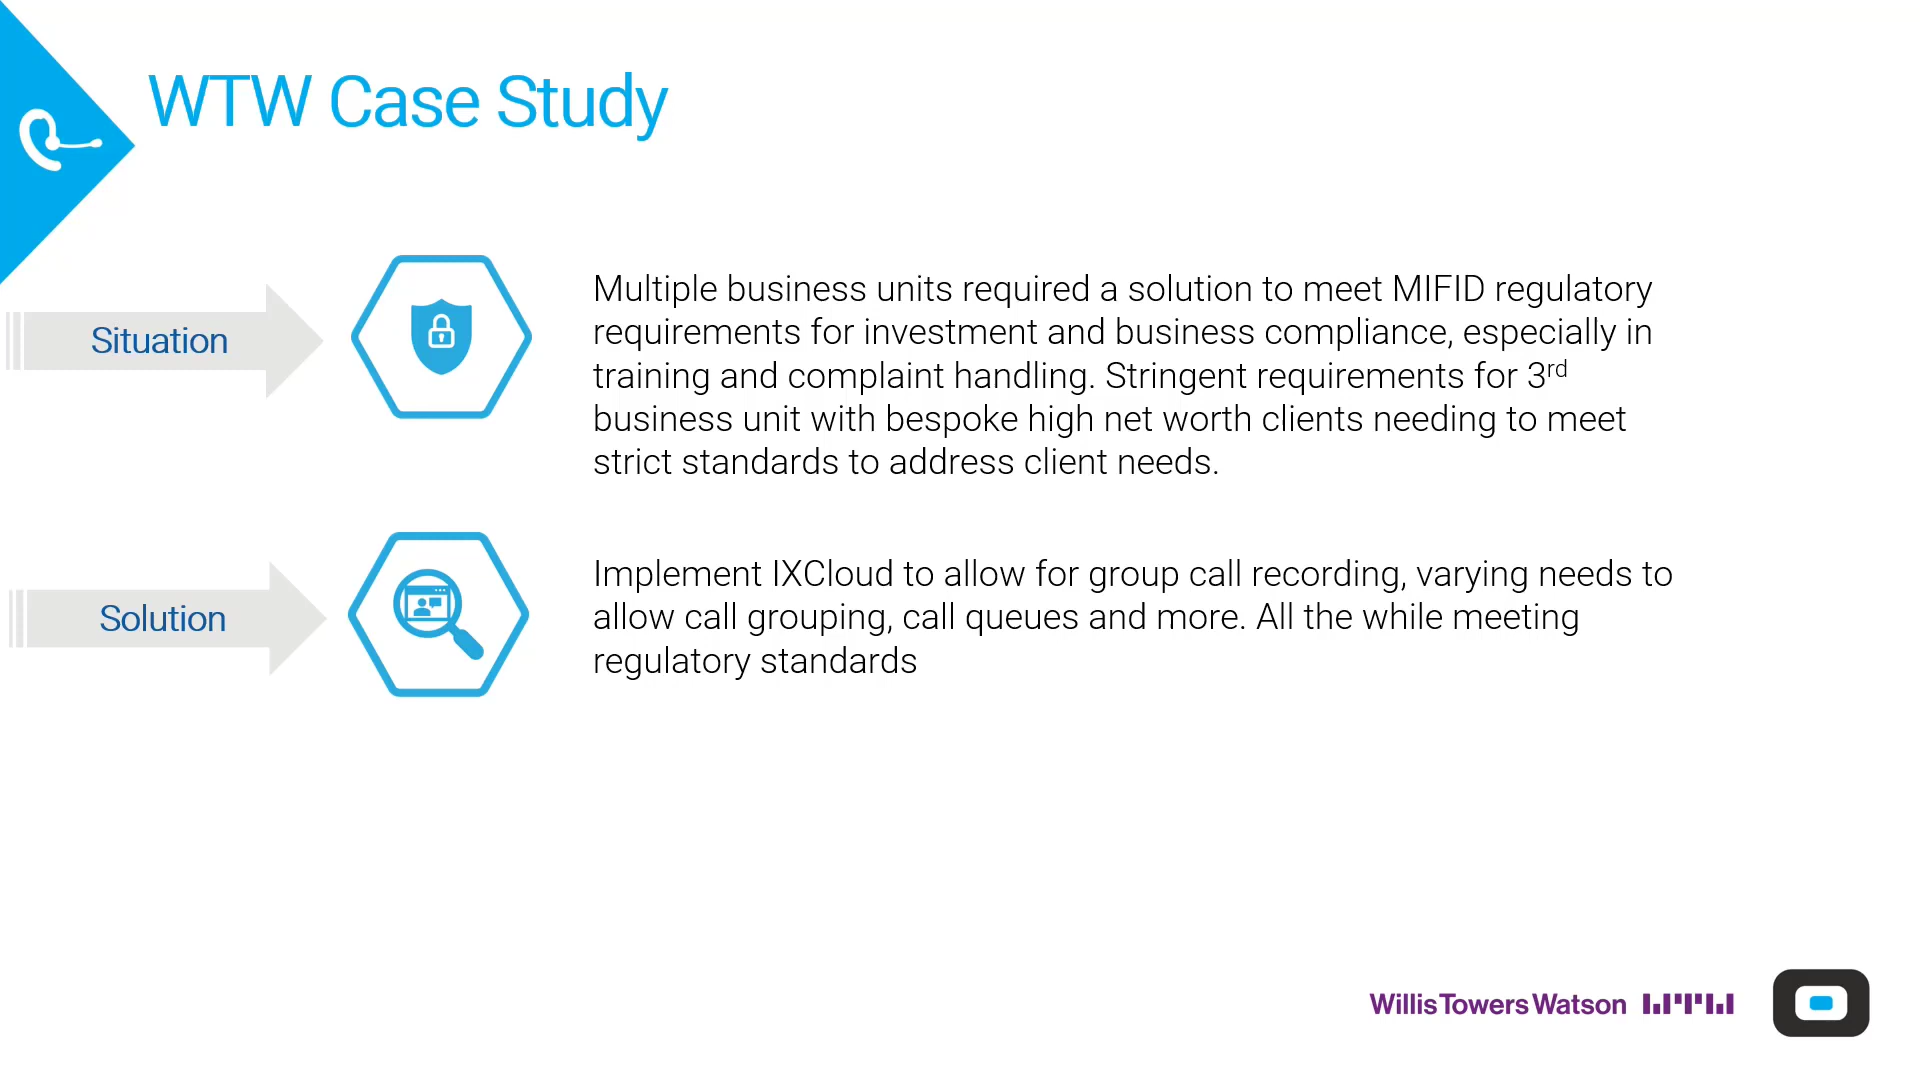 WTW Case Study
Situation
Multiple business units required a solution to meet MIFID regulatory
requirements for investment and business compliance, especially in
training and complaint handling. Stringent requirements for 3rd
business unit with bespoke high net worth clients needing to meet
strict standards to address client needs.
Solution
Implement IXCloud to allow for group call recording, varying needs to
allow call grouping, call queues and more. All the while meeting
regulatory standards
Willis Towers Watson